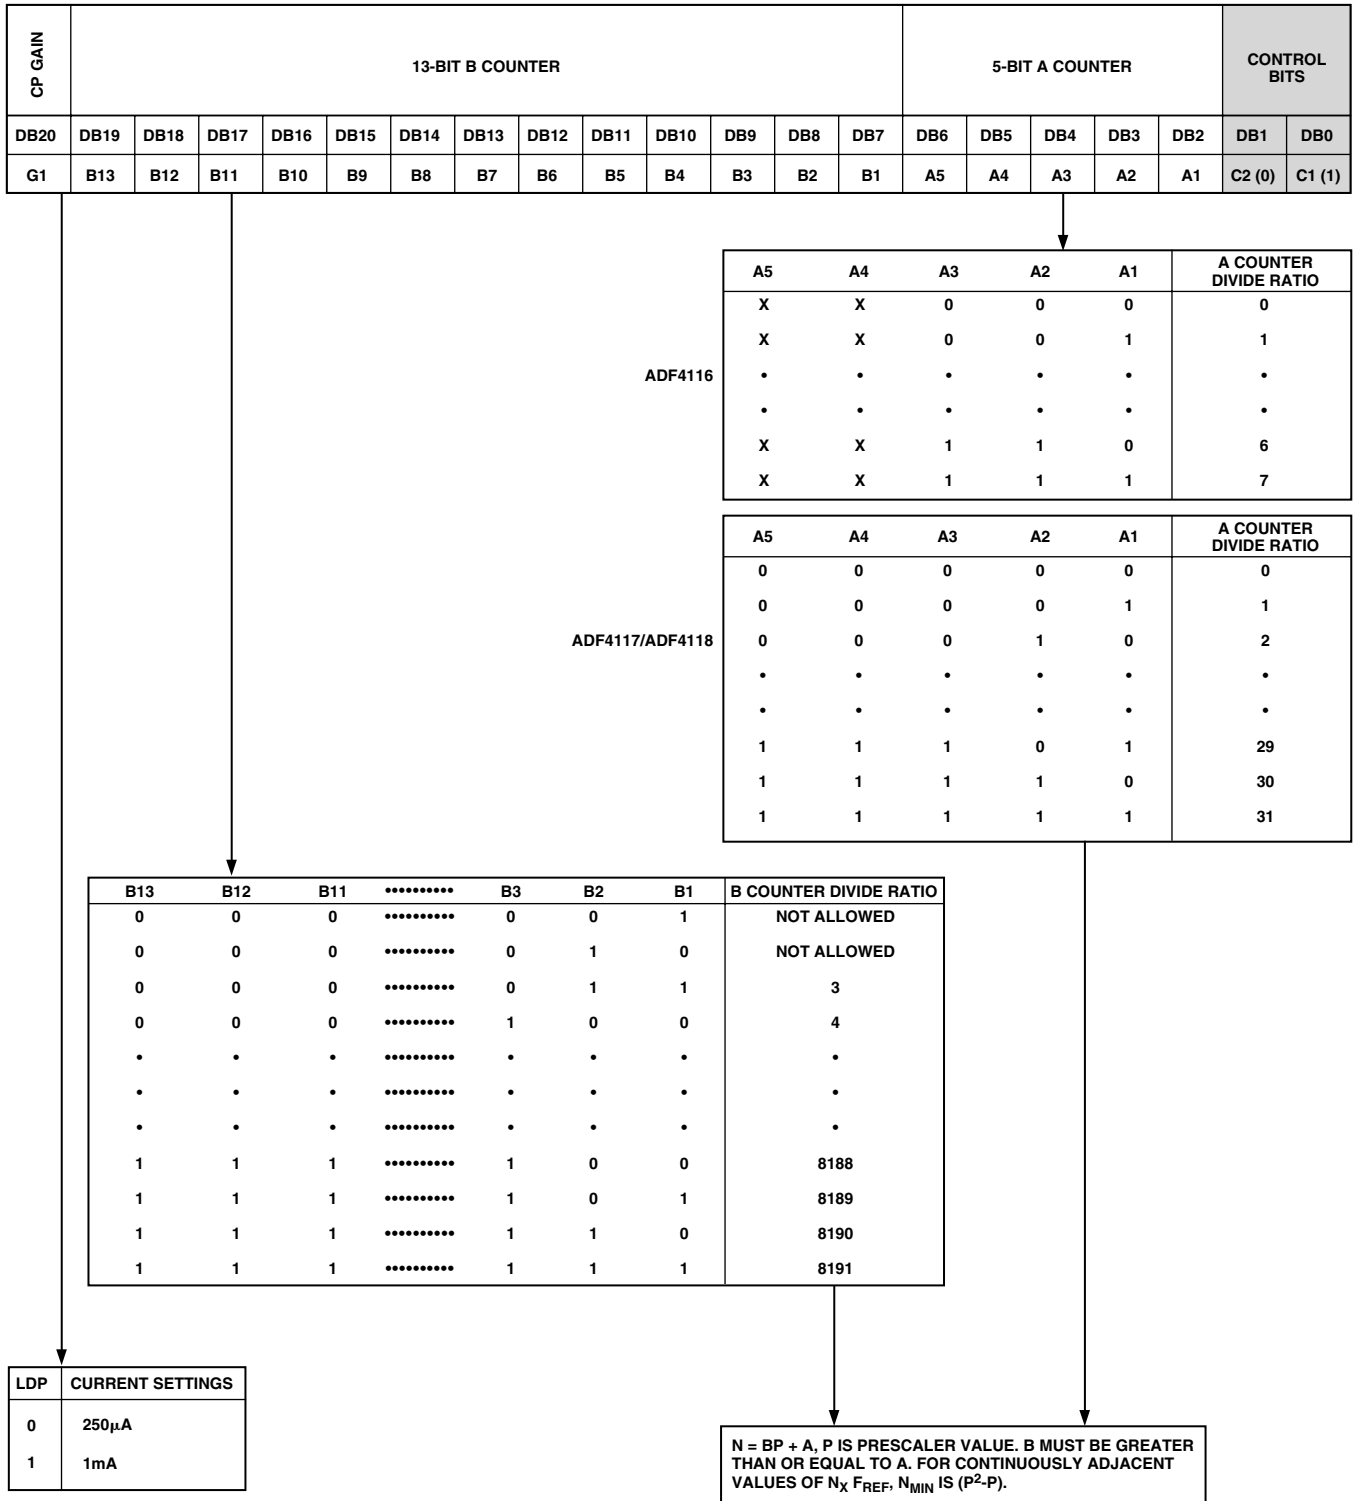 CP GAIN
13-BIT B COUNTER
5-BIT A COUNTER
CONTROL
BITS
DB20 DB19 DB18 DB17 DB16 DB15 DB14 DB13 DB12 DB11 DB10 DB9 DB8 DB7 DB6 DB5 DB4 DB3 DB2 DB1 DB0
G1 B13 B12 B11 B10 B9 B8 B7 B6 B5 B4 B3 B2 B1 A5 A4 A3 A2 A1 C2 (0) C1 (1)
A5 A4 A3 A2 A1 A COUNTER
DIVIDE RATIO
X X 0 0 0 0
X X 0 0 1 1
ADF4116 • • • • • •
• • • • • •
X X 1 1 0 6
X X 1 1 1 7
A5 A4 A3 A2 A1 A COUNTER
DIVIDE RATIO
0 0 0 0 0 0
0 0 0 0 1 1
ADF4117/ADF4118 0 0 0 1 0 2
• • • • • •
• • • • • •
1 1 1 0 1 29
1 1 1 1 0 30
1 1 1 1 1 31
B13 B12 B11 •••••••••• B3 B2 B1 B COUNTER DIVIDE RATIO
0 0 0 •••••••••• 0 0 1 NOT ALLOWED
0 0 0 •••••••••• 0 1 0 NOT ALLOWED
0 0 0 •••••••••• 0 1 1 3
0 0 0 •••••••••• 1 0 0 4
• • • •••••••••• • • • •
• • • •••••••••• • • • •
• • • •••••••••• • • • •
1 1 1 •••••••••• 1 0 0 8188
1 1 1 •••••••••• 1 0 1 8189
1 1 1 •••••••••• 1 1 0 8190
1 1 1 •••••••••• 1 1 1 8191
LDP CURRENT SETTINGS
0 250μA
1 1mA
N = BP + A, P IS PRESCALER VALUE. B MUST BE GREATER
THAN OR EQUAL TO A. FOR CONTINUOUSLY ADJACENT
VALUES OF NX FREF, NMIN IS (P²-P).